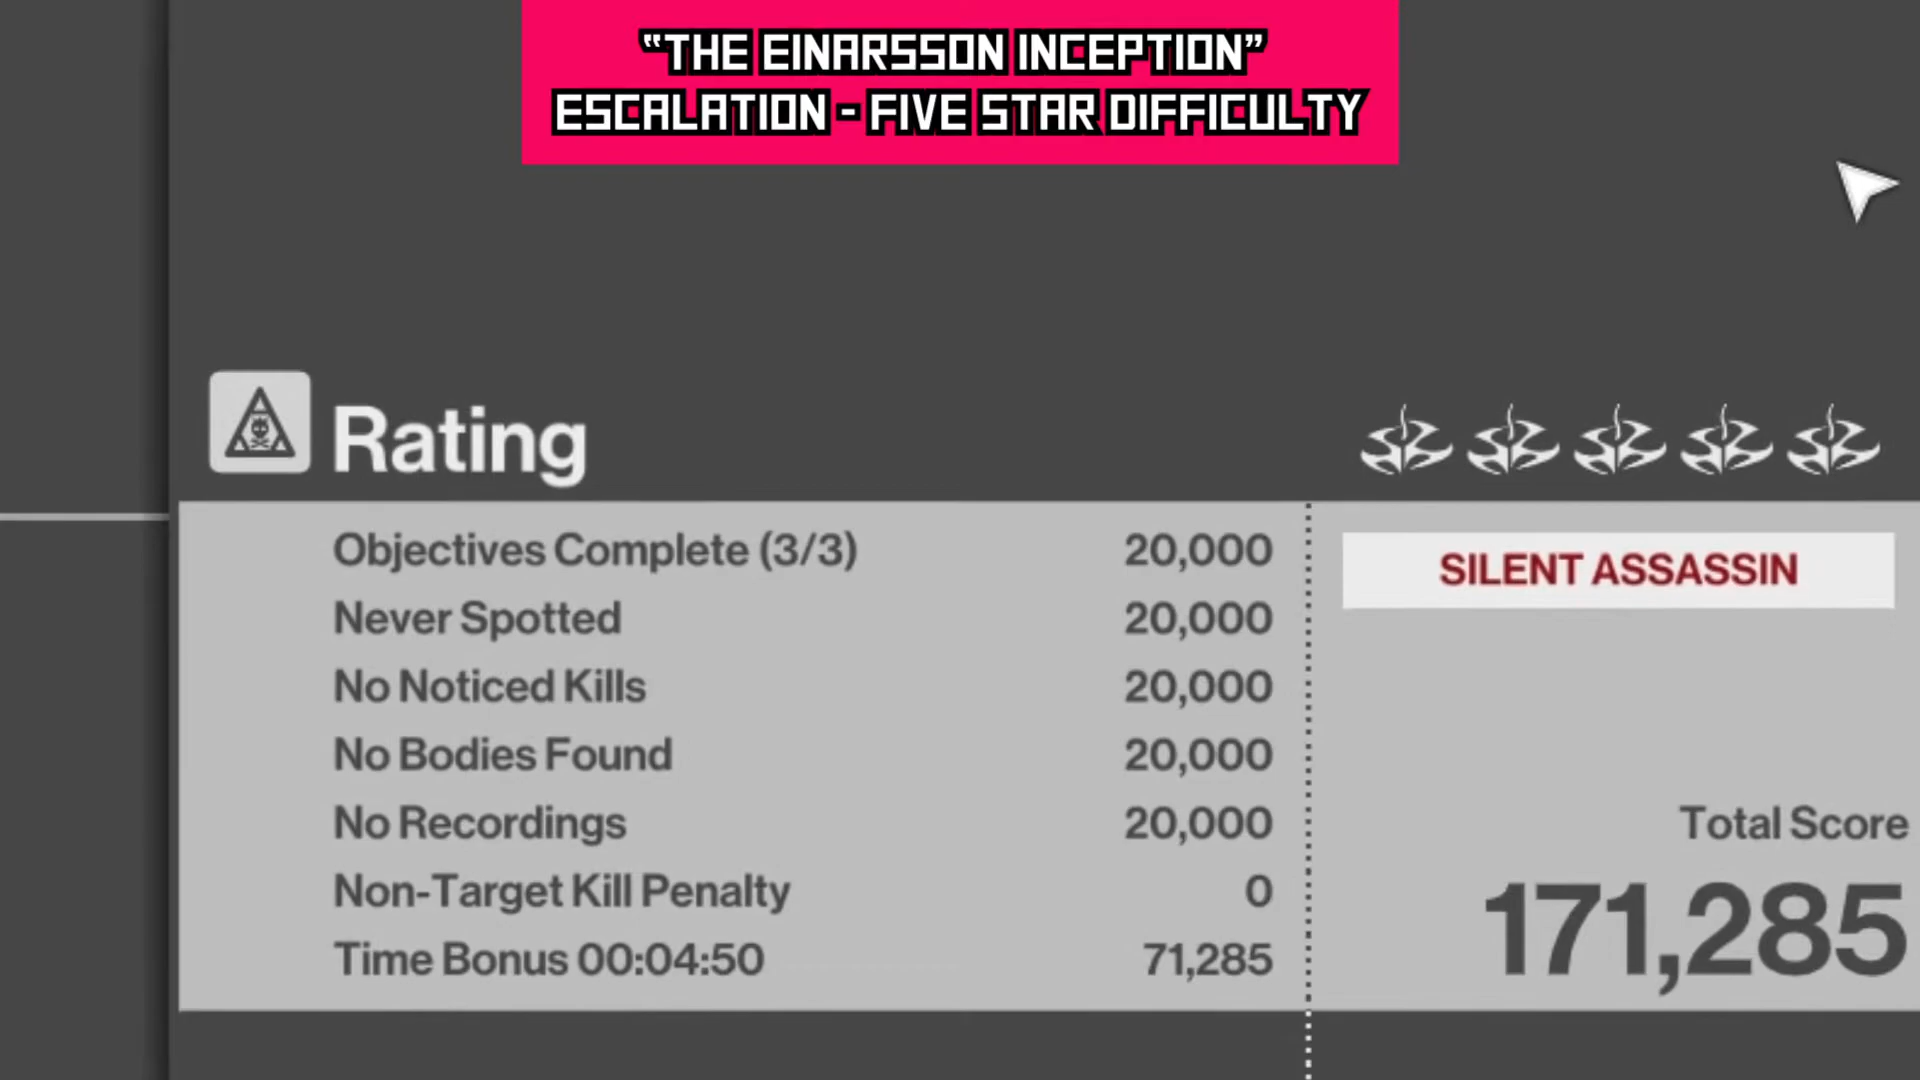 “THE EINARSSON INCEPTION”
ESCALATION - FIVE STAR DIFFICULTY
Rating
Objectives Complete (3/3) 20,000
Never Spotted 20,000
No Noticed Kills 20,000
No Bodies Found 20,000
No Recordings 20,000
Non-Target Kill Penalty 0
Time Bonus 00:04:50 71,285
SILENT ASSASSIN
Total Score
171,285